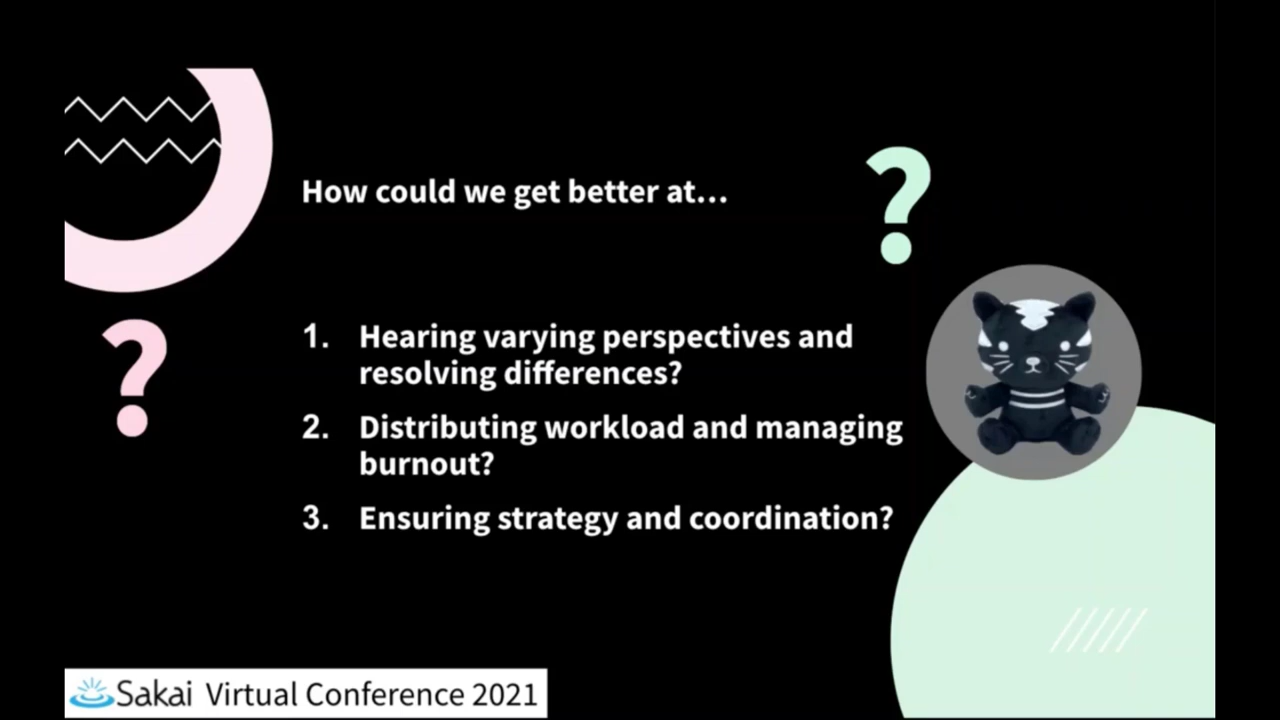 How could we get better at…
?
?
1. Hearing varying perspectives and
resolving differences?
2. Distributing workload and managing
burnout?
3. Ensuring strategy and coordination?
Sakai Virtual Conference 2021